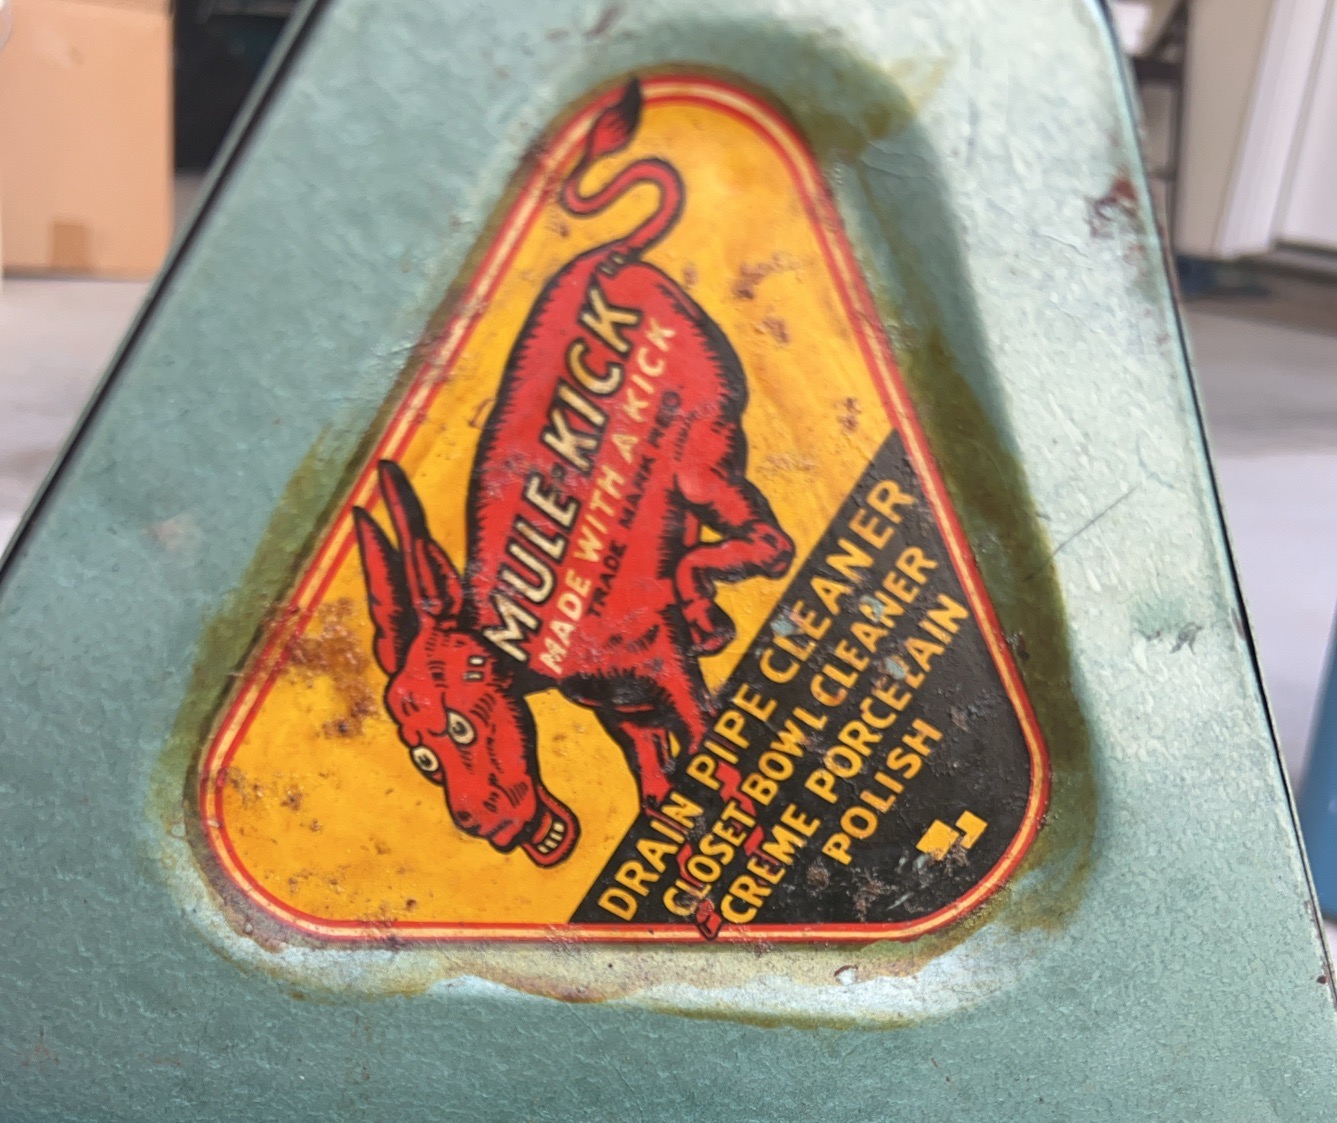 MULE-KICK
MADE WITH A KICK
TRADE MARK REG.
DRAIN PIPE CLEANER
CLOSET BOWL CLEANER
CREME PORCELAIN
POLISH